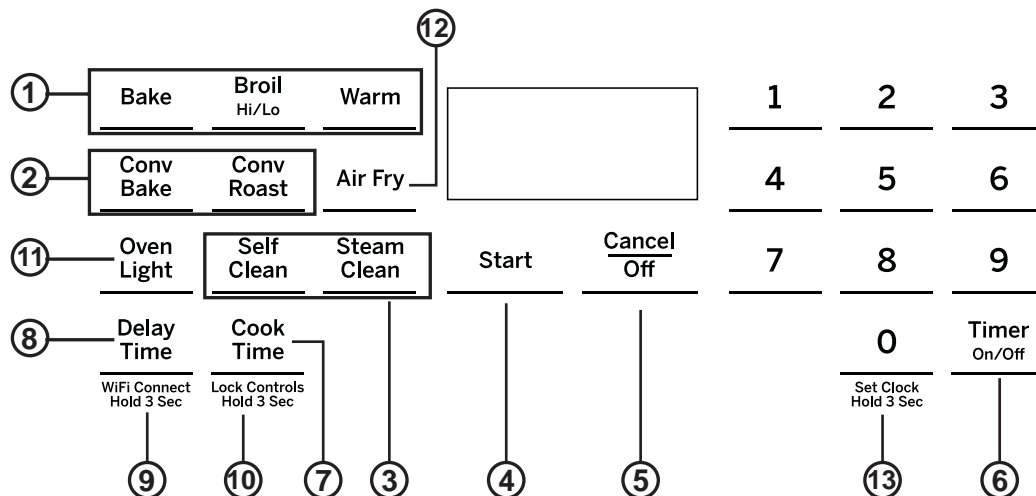 12
1
Bake
Broil
Hi/Lo
Warm
1
2
3
2
Conv
Bake
Conv
Roast
Air Fry
4
5
6
11
Oven
Light
Self
Clean
Steam
Clean
Start
Cancel
Off
7
8
9
8
Delay
Time
Cook
Time
0
Timer
On/Off
WiFi Connect
Hold 3 Sec
Lock Controls
Hold 3 Sec
Set Clock
Hold 3 Sec
9
10
7
3
4
5
13
6